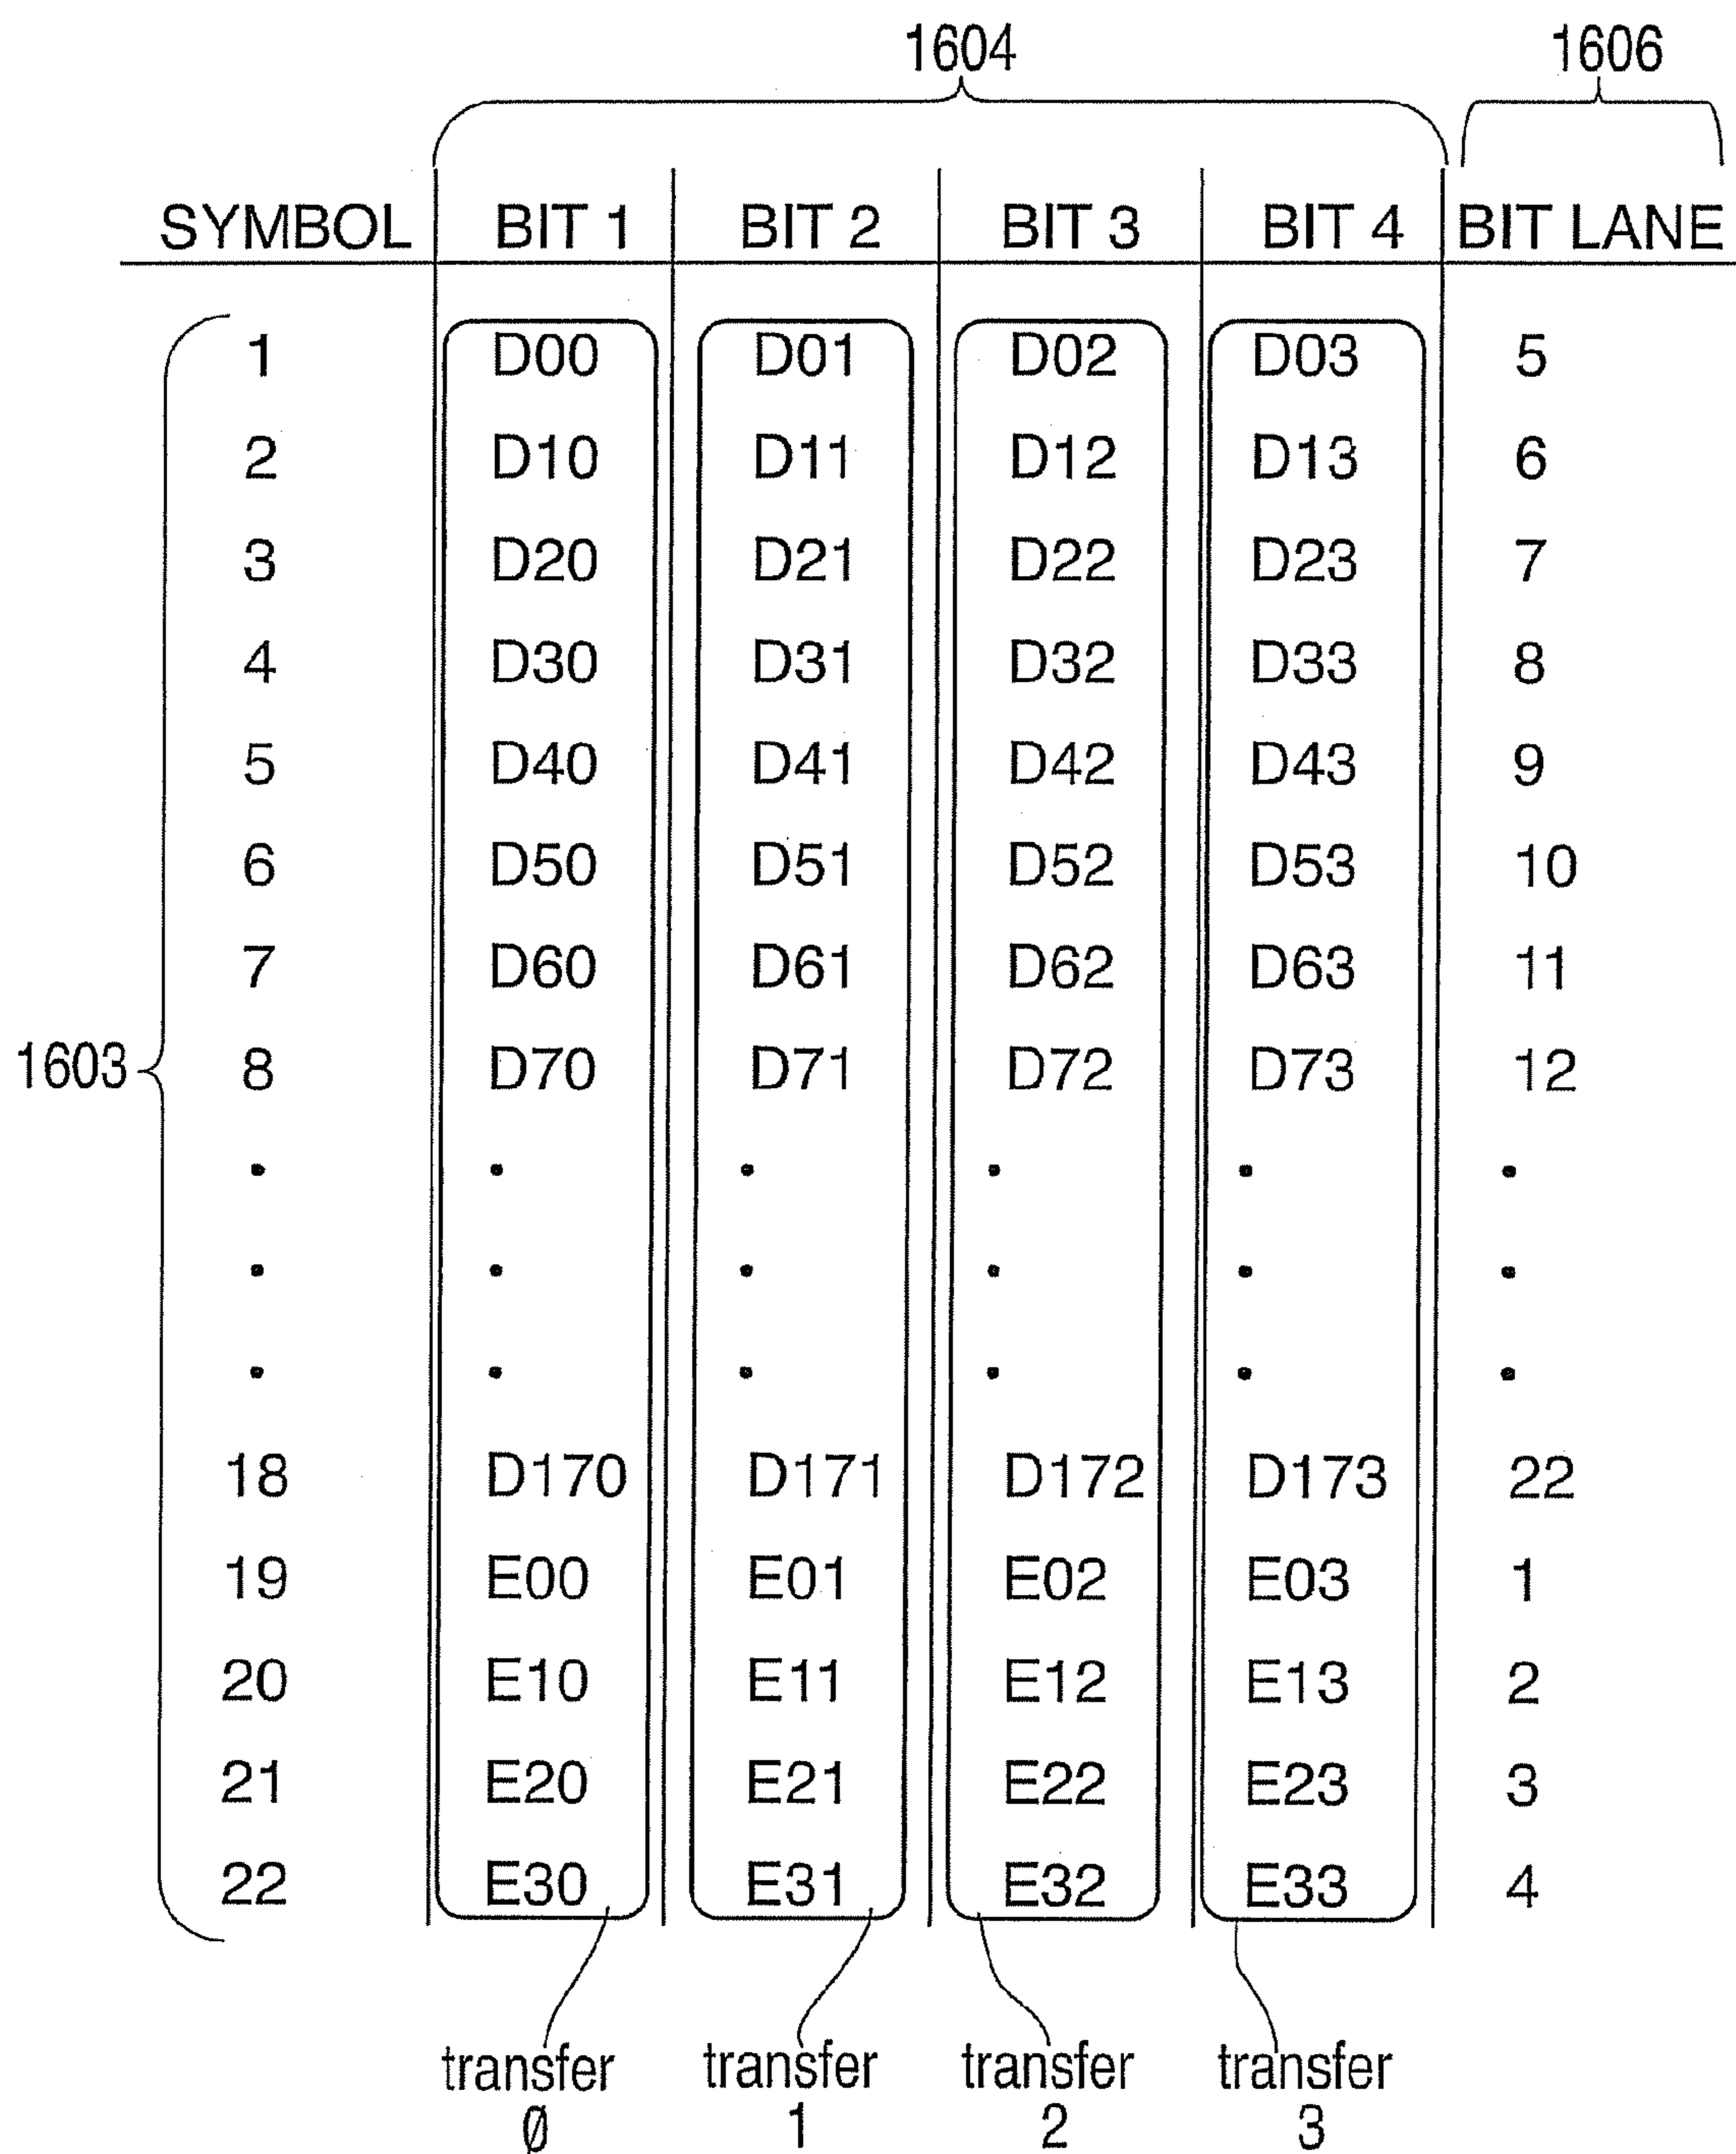 1604 1606
SYMBOL BIT 1 BIT 2 BIT 3 BIT 4 BIT LANE
1 D00 D01 D02 D03 5
2 D10 D11 D12 D13 6
3 D20 D21 D22 D23 7
4 D30 D31 D32 D33 8
5 D40 D41 D42 D43 9
6 D50 D51 D52 D53 10
7 D60 D61 D62 D63 11
1603 8 D70 D71 D72 D73 12
. . . . . .
. . . . . .
. . . . . .
18 D170 D171 D172 D173 22
19 E00 E01 E02 E03 1
20 E10 E11 E12 E13 2
21 E20 E21 E22 E23 3
22 E30 E31 E32 E33 4
transfer transfer transfer transfer
Ø 1 2 3